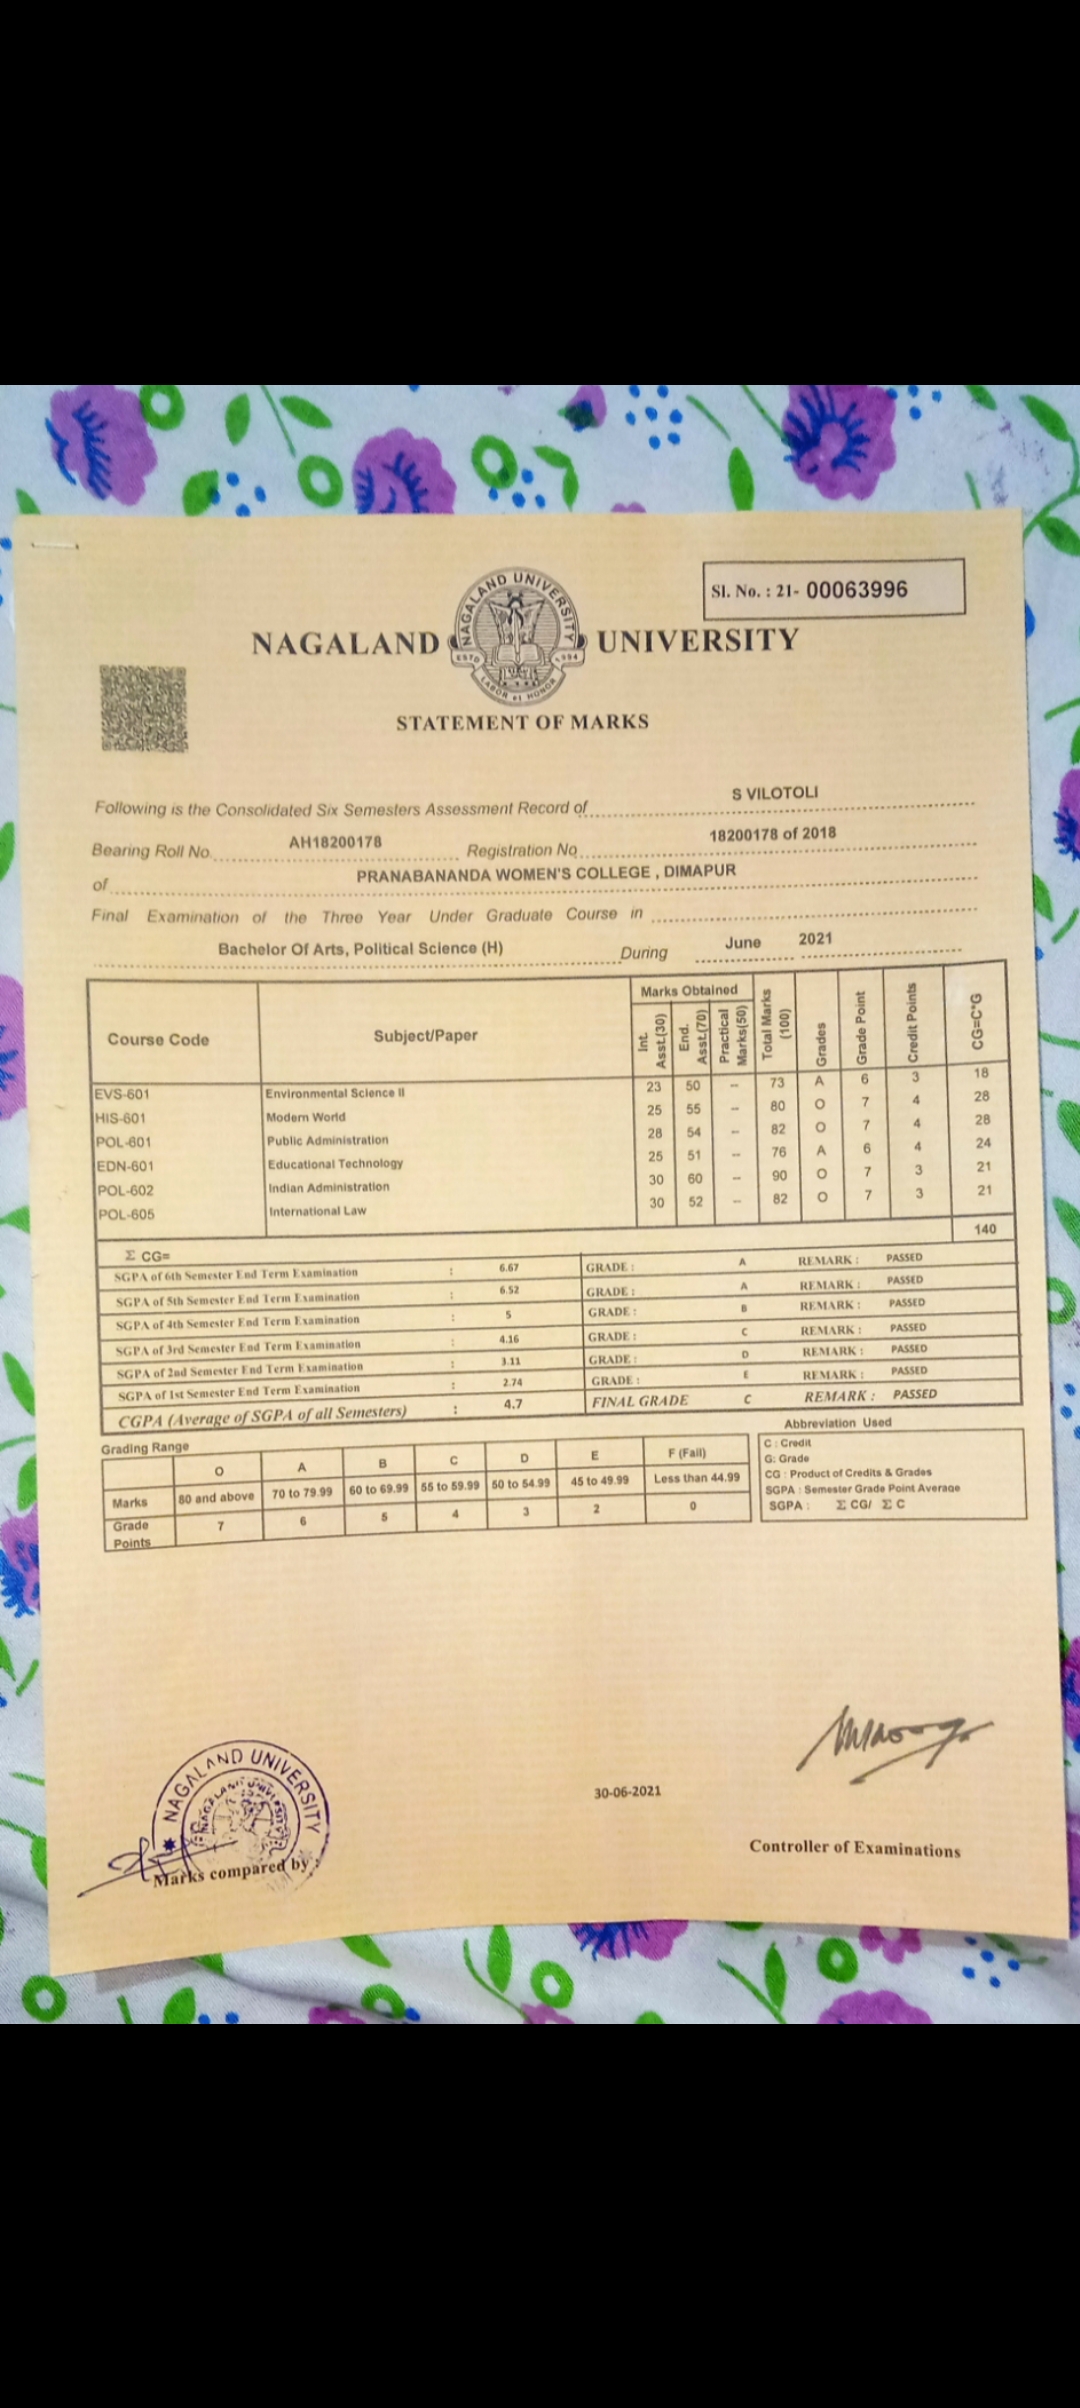 Sl. No. : 21- 00063996
NAGALAND UNIVERSITY
NAGALAND UNIVERSITY
ESTD 1994
LABOR et HONOR
STATEMENT OF MARKS
Following is the Consolidated Six Semesters Assessment Record of S VILOTOLI
Bearing Roll No. AH18200178 Registration No 18200178 of 2018
of PRANABANANDA WOMEN'S COLLEGE , DIMAPUR
Final Examination of the Three Year Under Graduate Course in
Bachelor Of Arts, Political Science (H) During June 2021
Course Code Subject/Paper Marks Obtained Int. Asst.(30) End. Asst.(70) Practical Marks(50) Total Marks (100) Grades Grade Point Credit Points CG=C*G
EVS-601 Environmental Science II 23 50 -- 73 A 6 3 18
HIS-601 Modern World 25 55 -- 80 O 7 4 28
POL-601 Public Administration 28 54 -- 82 O 7 4 28
EDN-601 Educational Technology 25 51 -- 76 A 6 4 24
POL-602 Indian Administration 30 60 -- 90 O 7 3 21
POL-605 International Law 30 52 -- 82 O 7 3 21
Σ CG= 140
SGPA of 6th Semester End Term Examination : 6.67 GRADE : A REMARK : PASSED
SGPA of 5th Semester End Term Examination : 6.52 GRADE : A REMARK : PASSED
SGPA of 4th Semester End Term Examination : 5 GRADE : B REMARK : PASSED
SGPA of 3rd Semester End Term Examination : 4.16 GRADE : C REMARK : PASSED
SGPA of 2nd Semester End Term Examination : 3.11 GRADE : D REMARK : PASSED
SGPA of 1st Semester End Term Examination : 2.74 GRADE : E REMARK : PASSED
CGPA (Average of SGPA of all Semesters) : 4.7 FINAL GRADE C REMARK : PASSED
Grading Range
O A B C D E F (Fail)
Marks 80 and above 70 to 79.99 60 to 69.99 55 to 59.99 50 to 54.99 45 to 49.99 Less than 44.99
Grade Points 7 6 5 4 3 2 0
Abbreviation Used
C : Credit
G: Grade
CG : Product of Credits & Grades
SGPA : Semester Grade Point Average
SGPA : Σ CG/ Σ C
NAGALAND UNIVERSITY
Marks compared by
30-06-2021
Controller of Examinations